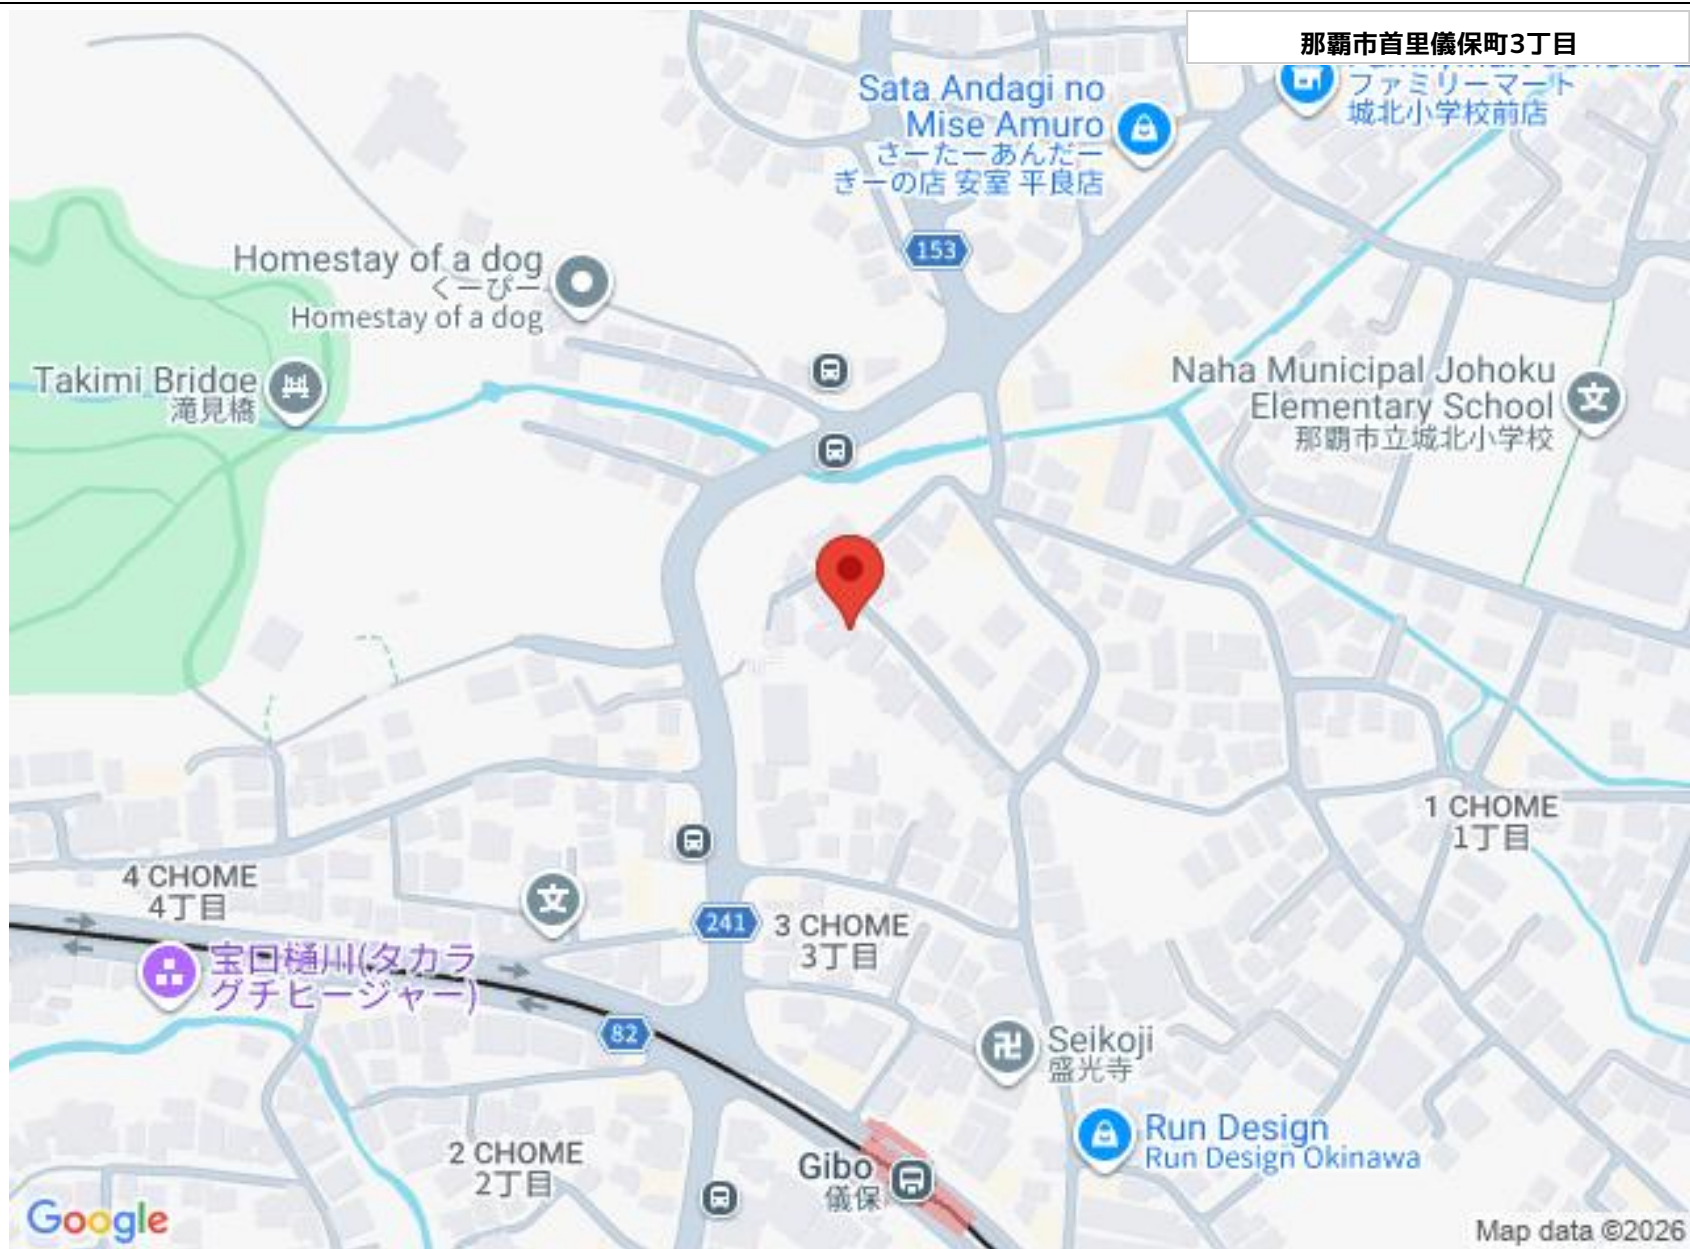 那覇市首里儀保町3丁目
ファミリーマート
城北小学校前店
Sata Andagi no
Mise Amuro
さーたーあんだー
ぎーの店 安室 平良店
153
Homestay of a dog
くーぴー
Homestay of a dog
Takimi Bridge
滝見橋
Naha Municipal Johoku
Elementary School
那覇市立城北小学校
文
1 CHOME
1丁目
4 CHOME
4丁目
文
241
3 CHOME
3丁目
宝口樋川(タカラ
グチヒージャー)
82
Seikoji
盛光寺
Run Design
Run Design Okinawa
2 CHOME
2丁目
Gibo
儀保
Google
Map data ©2026